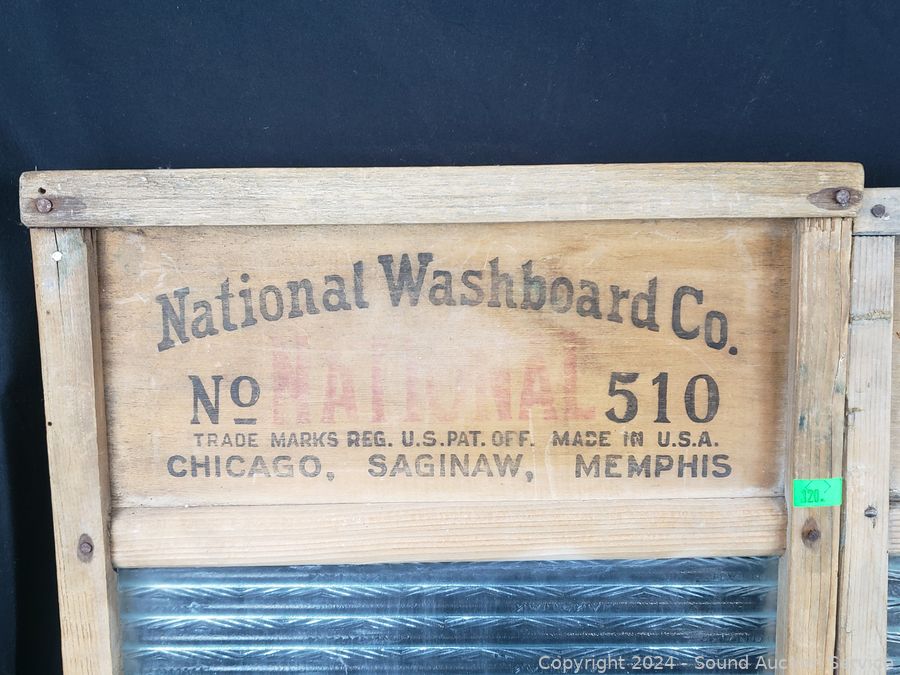 National Washboard Co.
No NATIONAL 510
TRADE MARKS REG. U.S. PAT. OFF. MADE IN U.S.A.
CHICAGO, SAGINAW, MEMPHIS
320.
Copyright 2024 - Sound Auction Service